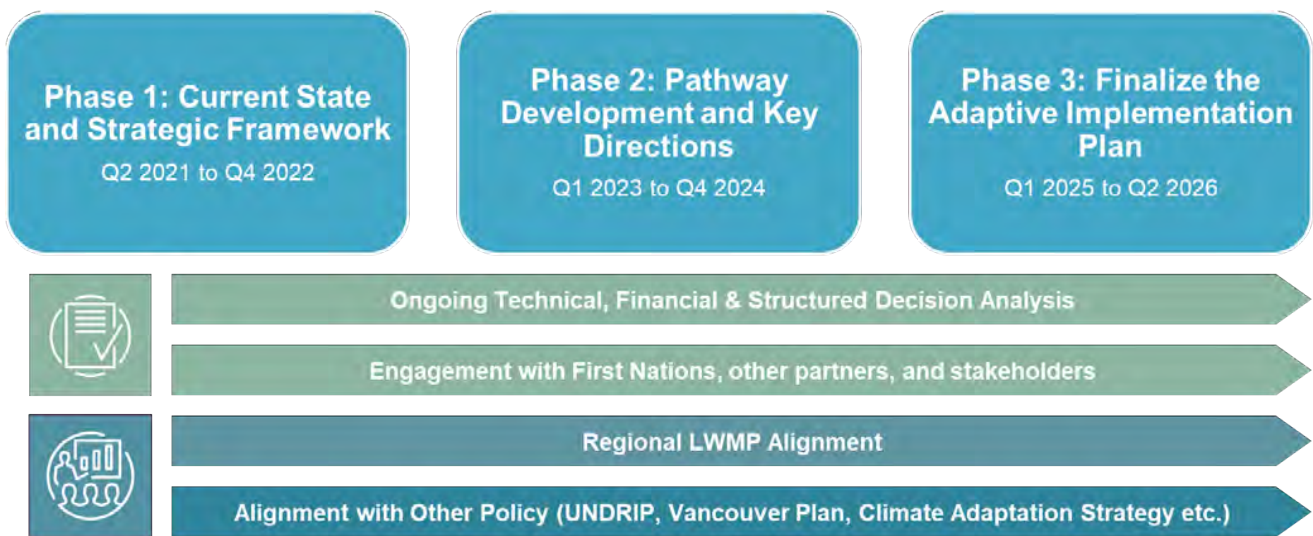 Phase 1: Current State
and Strategic Framework
Q2 2021 to Q4 2022
Phase 2: Pathway
Development and Key
Directions
Q1 2023 to Q4 2024
Phase 3: Finalize the
Adaptive Implementation
Plan
Q1 2025 to Q2 2026
Ongoing Technical, Financial & Structured Decision Analysis
Engagement with First Nations, other partners, and stakeholders
Regional LWMP Alignment
Alignment with Other Policy (UNDRIP, Vancouver Plan, Climate Adaptation Strategy etc.)